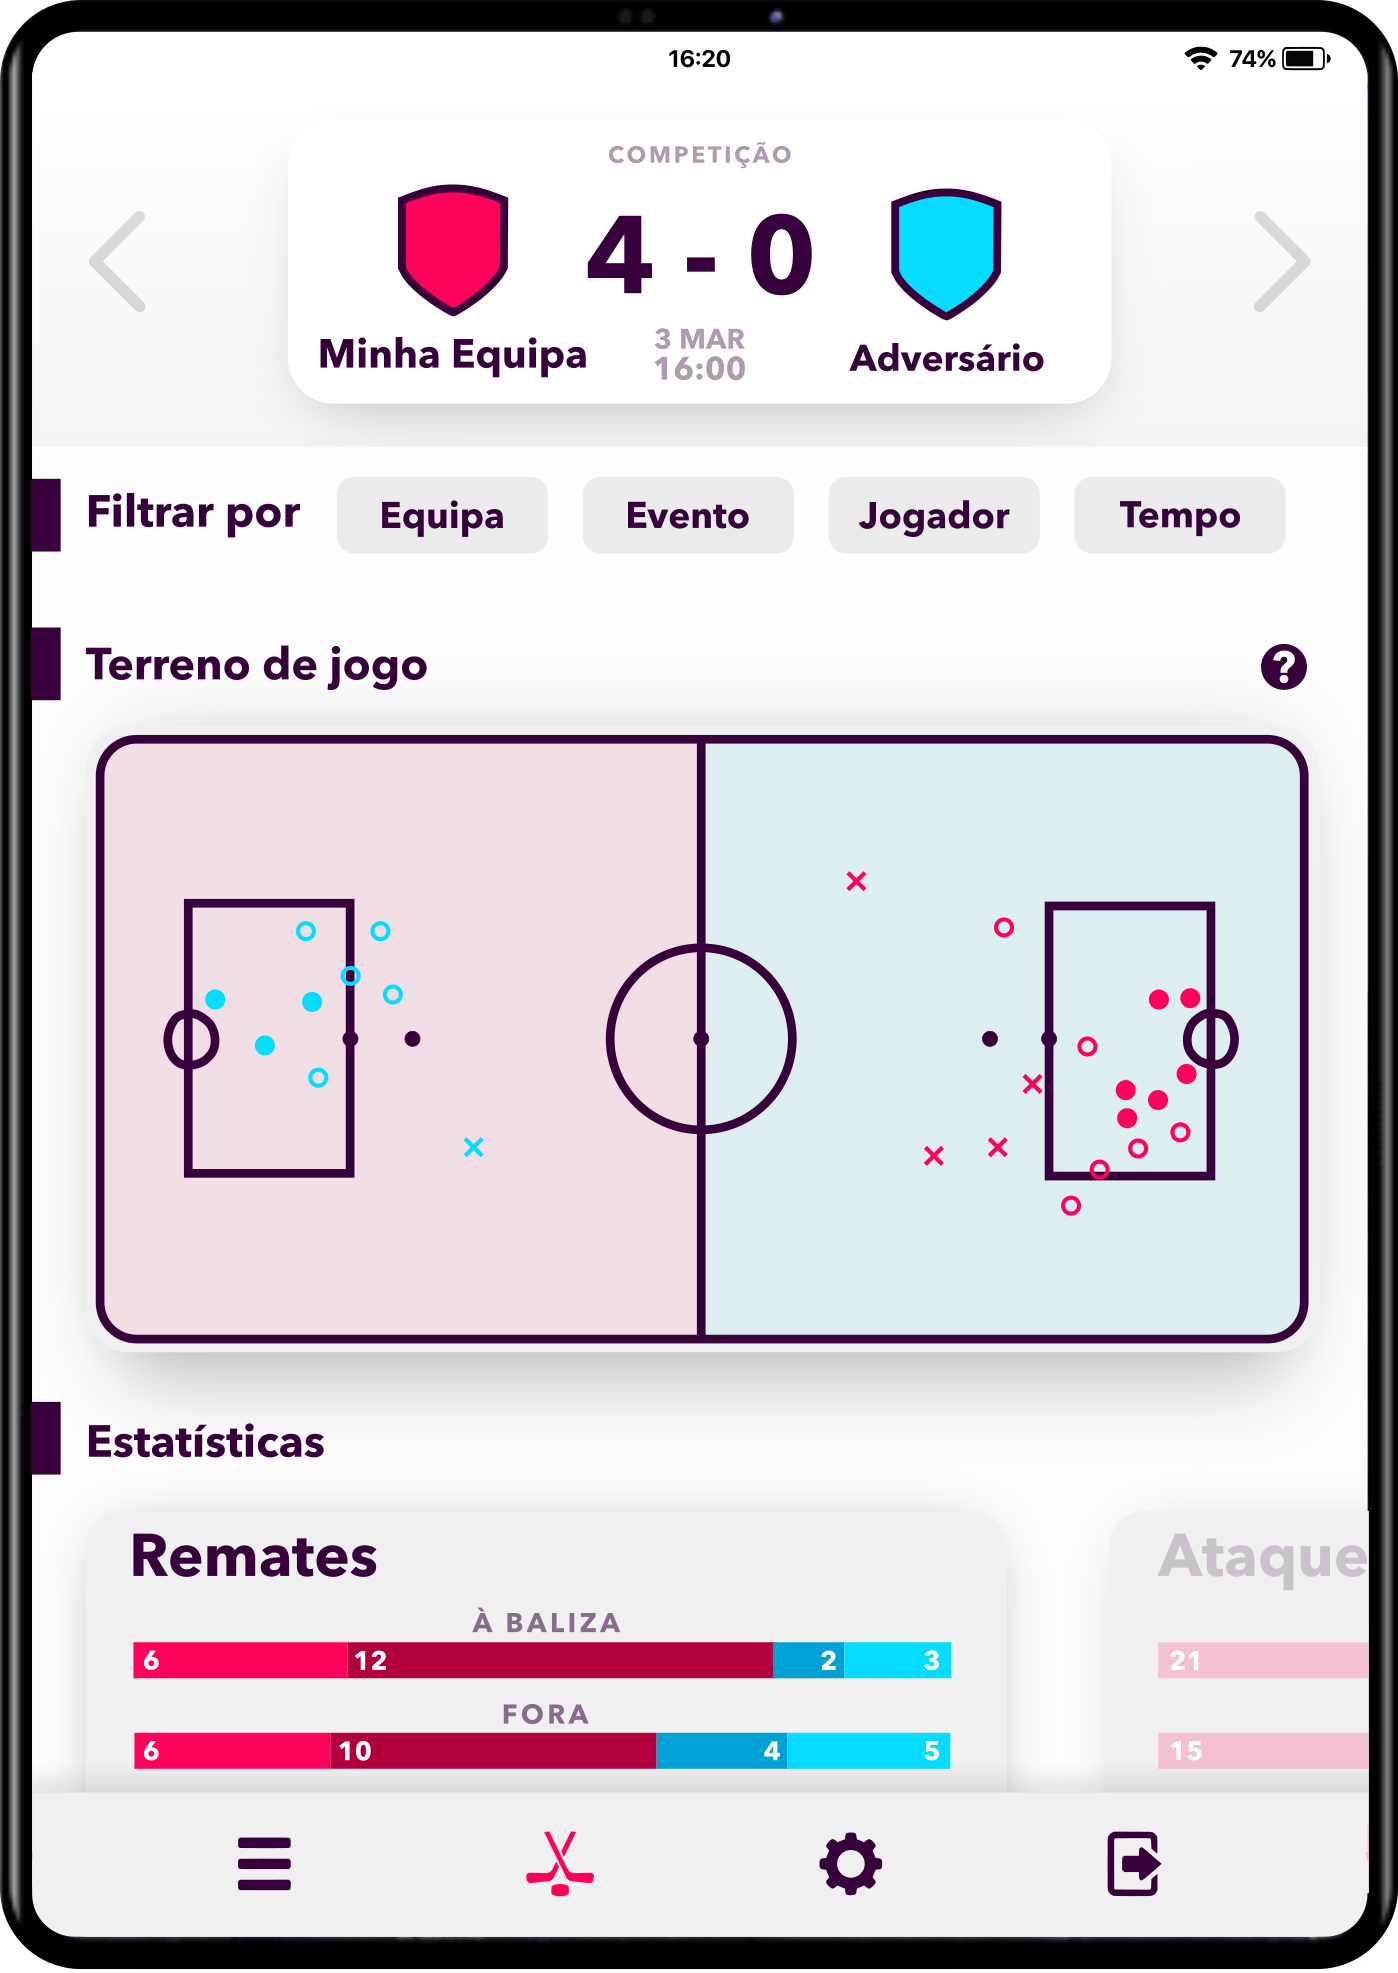 16:20
74%
COMPETIÇÃO
4 - 0
Minha Equipa
3 MAR
16:00
Adversário
Filtrar por
Equipa
Evento
Jogador
Tempo
Terreno de jogo
?
Estatísticas
Remates
À BALIZA
6 12 2 3
FORA
6 10 4 5
Ataque
21
15